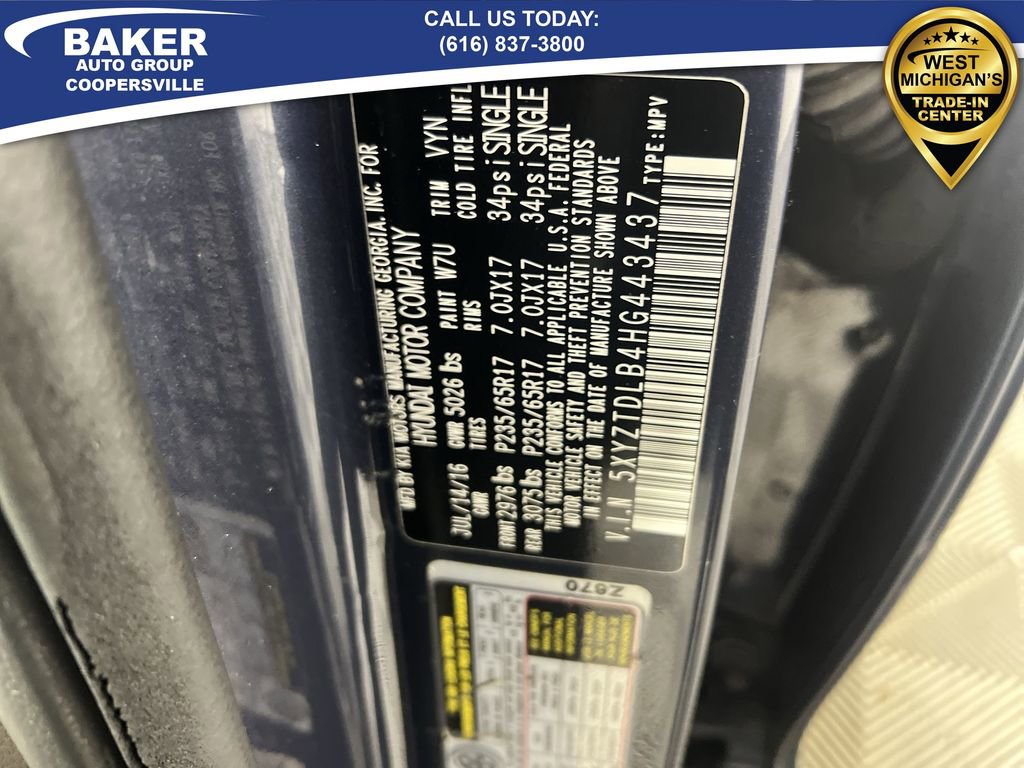 BAKER
AUTO GROUP
COOPERSVILLE
CALL US TODAY:
(616) 837-3800
WEST
MICHIGAN'S
TRADE-IN
CENTER
MFD BY KIA MOTORS MANUFACTURING GEORGIA. INC. FOR
HYUNDAI MOTOR COMPANY
JUL/14/16 GVWR 5026 lbs PAINT W7U TRIM VYN
GAWR TIRES RIMS COLD TIRE INFL
FRONT 2976 lbs P235/65R17 7.0JX17 34psi SINGLE
REAR 3075 lbs P235/65R17 7.0JX17 34psi SINGLE
THIS VEHICLE CONFORMS TO ALL APPLICABLE U.S.A. FEDERAL
MOTOR VEHICLE SAFETY AND THEFT PREVENTION STANDARDS
IN EFFECT ON THE DATE OF MANUFACTURE SHOWN ABOVE
V.I.N 5XYZTDLB4HG443437 TYPE:MPV
Z670